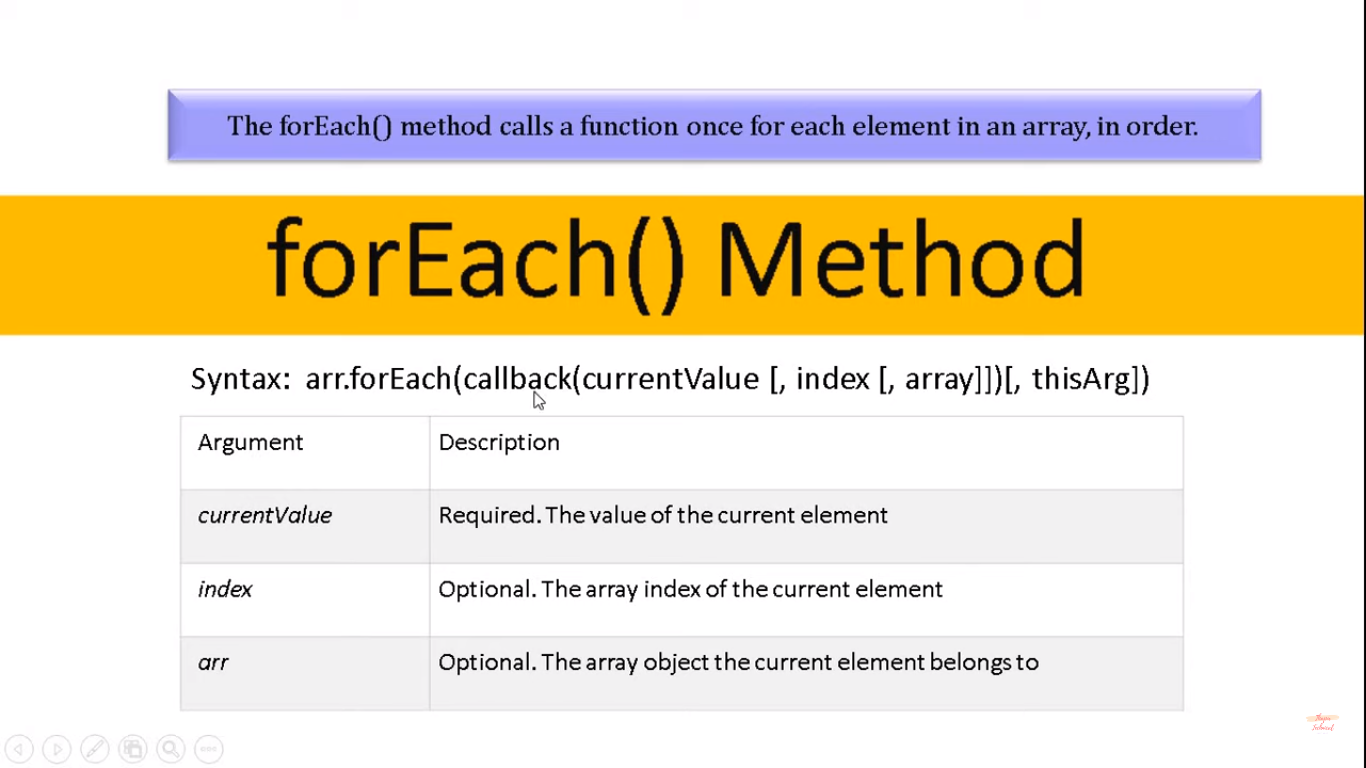 The forEach() method calls a function once for each element in an array, in order.
forEach() Method
Syntax: arr.forEach(callback(currentValue [, index [, array]])[, thisArg])
Argument Description
currentValue Required. The value of the current element
index Optional. The array index of the current element
arr Optional. The array object the current element belongs to